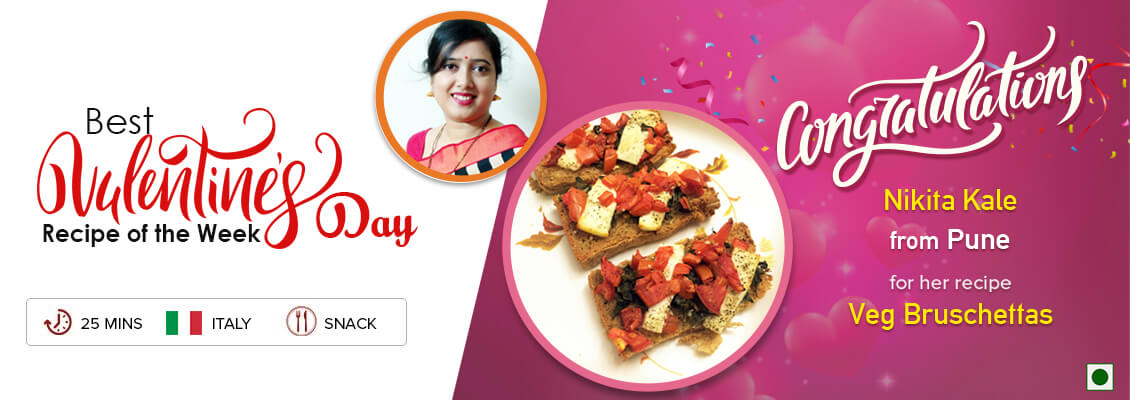 Best
Valentine's
Day
Recipe of the Week
25 MINS ITALY SNACK
Congratulations
Nikita Kale
from Pune
for her recipe
Veg Bruschettas